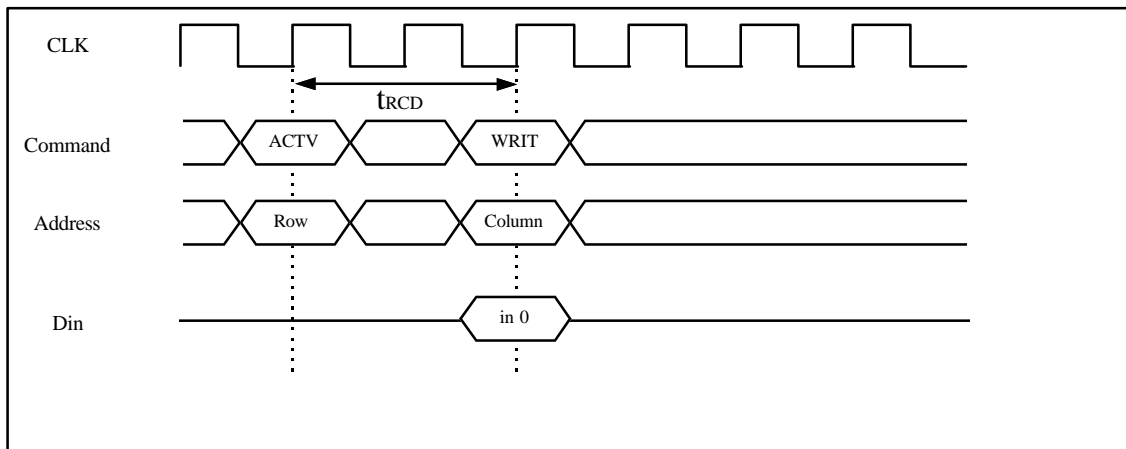 CLK
tRCD
Command
ACTV
WRIT
Address
Row
Column
Din
in 0